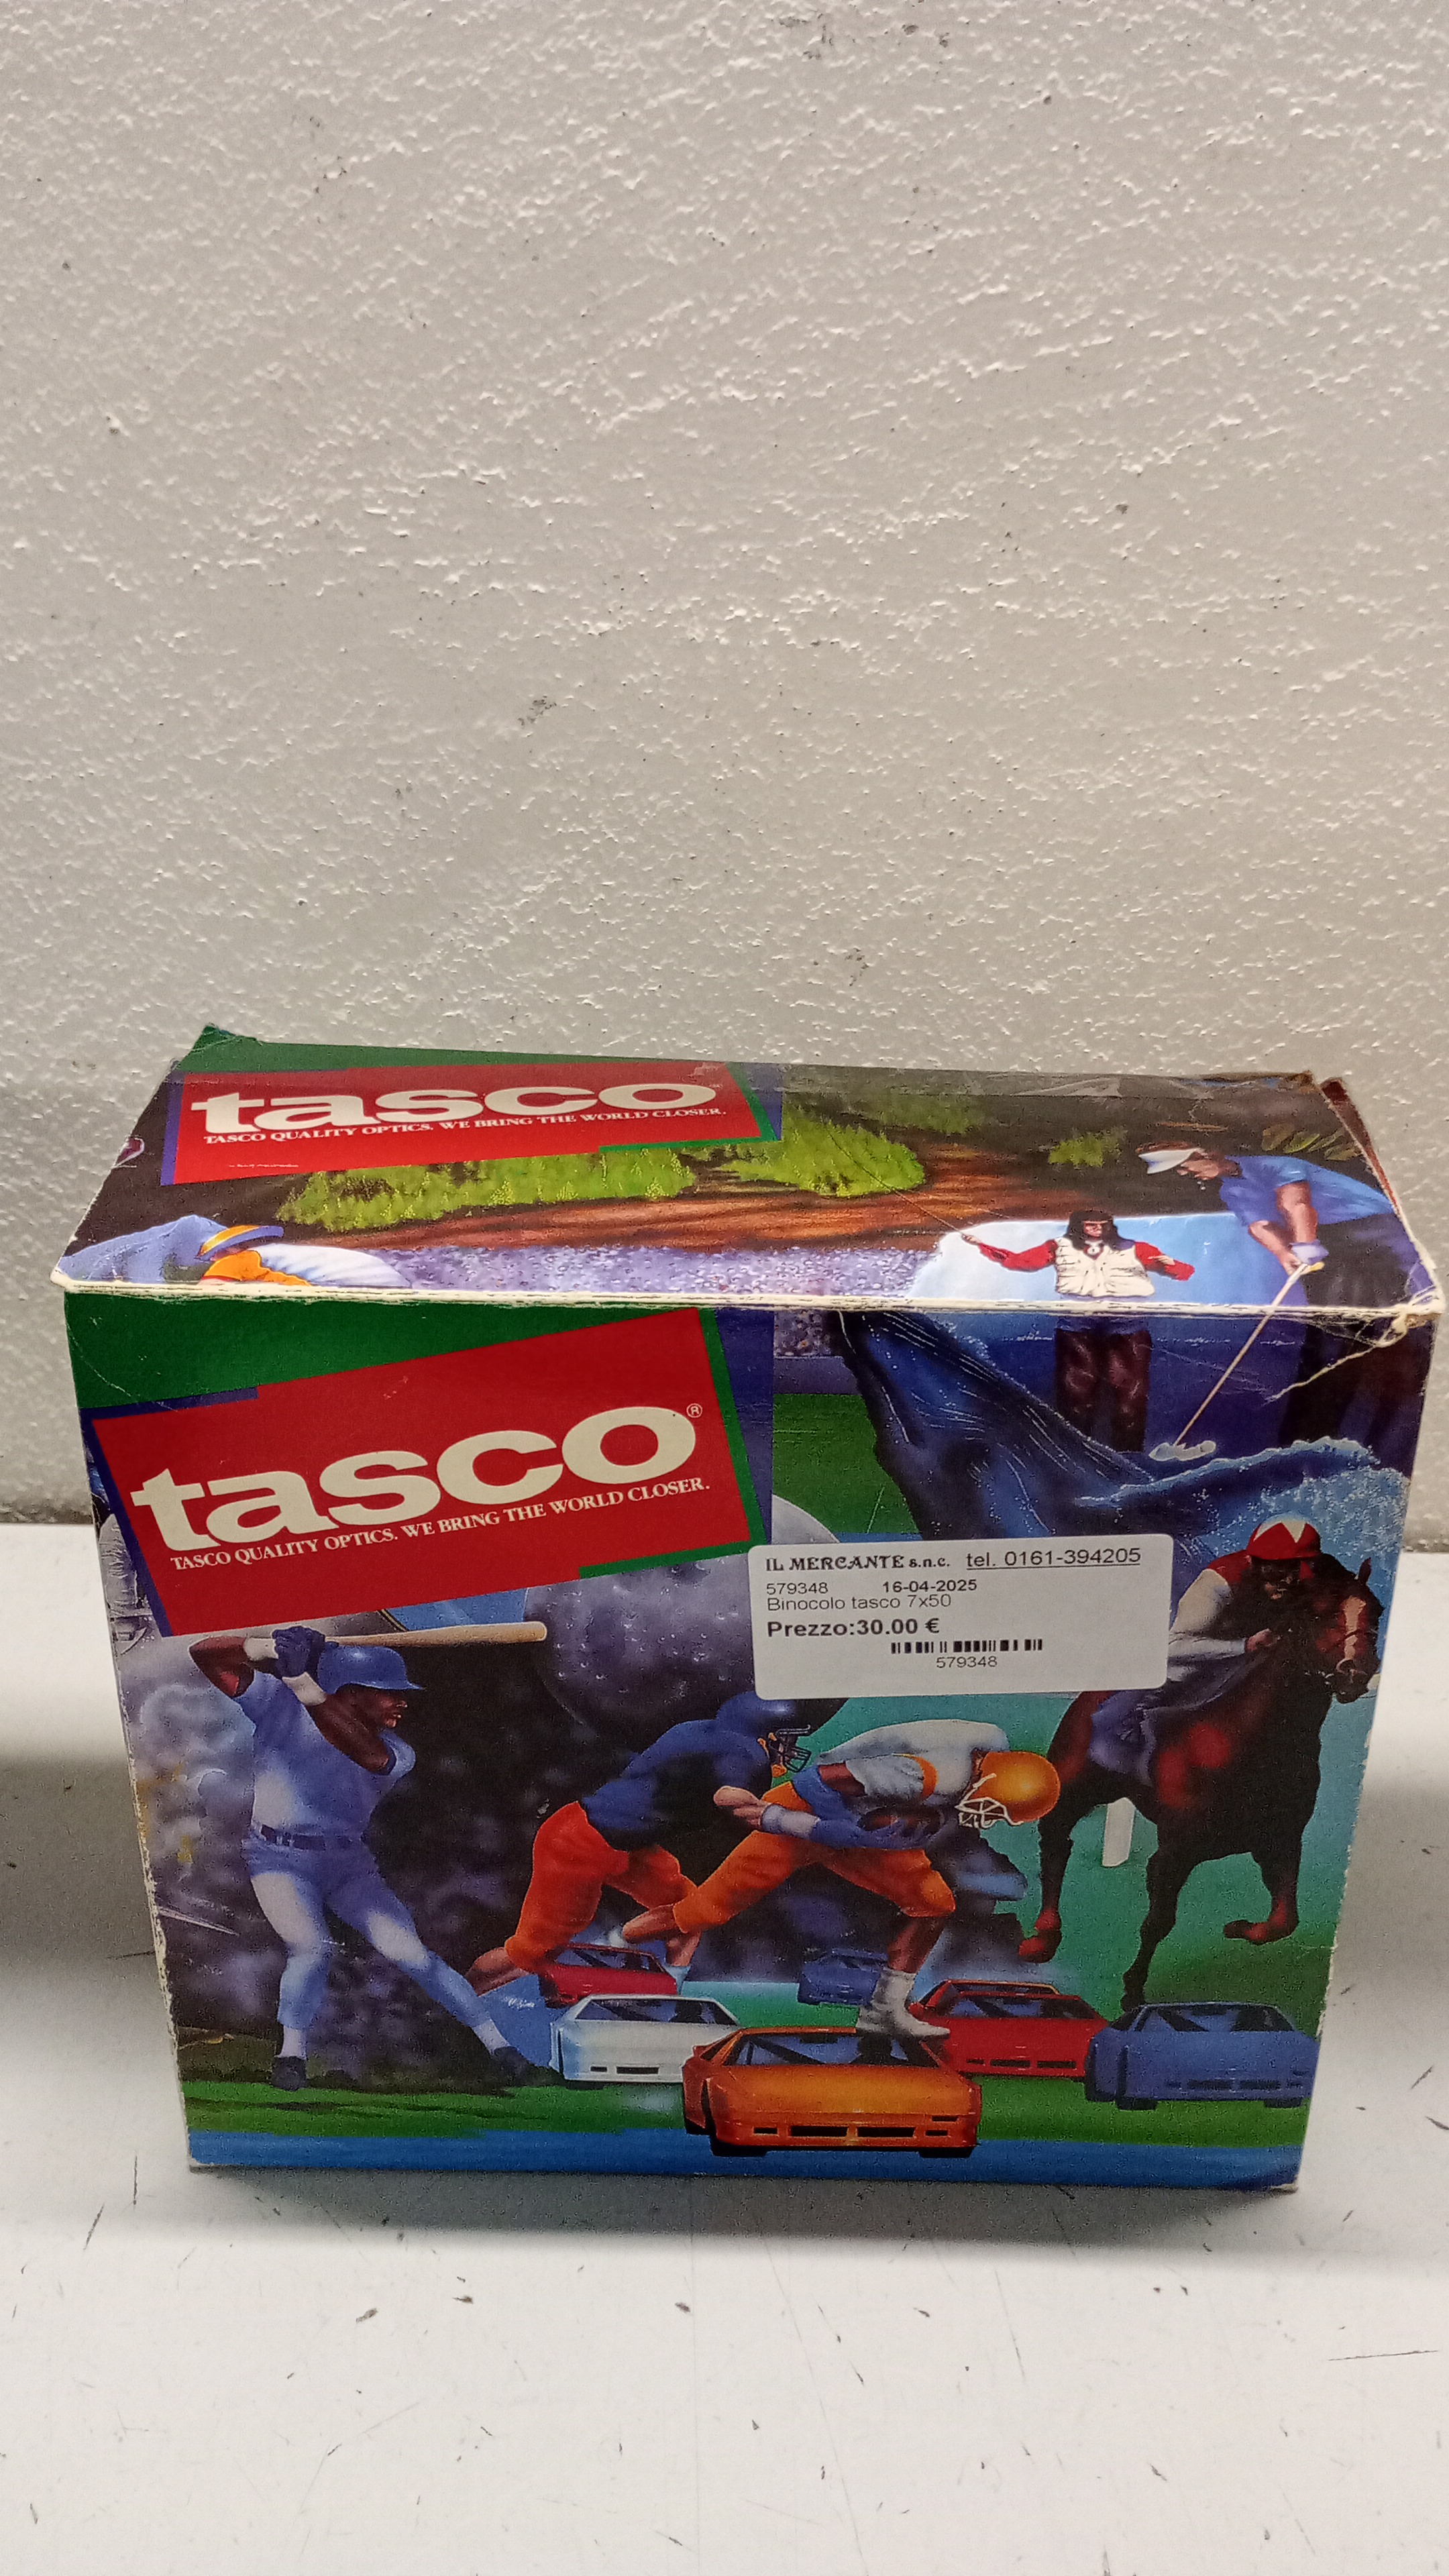 tasco
TASCO QUALITY OPTICS. WE BRING THE WORLD CLOSER.
tasco®
TASCO QUALITY OPTICS. WE BRING THE WORLD CLOSER.
IL MERCANTE s.n.c. tel. 0161-394205
579348 16-04-2025
Binocolo tasco 7x50
Prezzo:30.00 €
579348